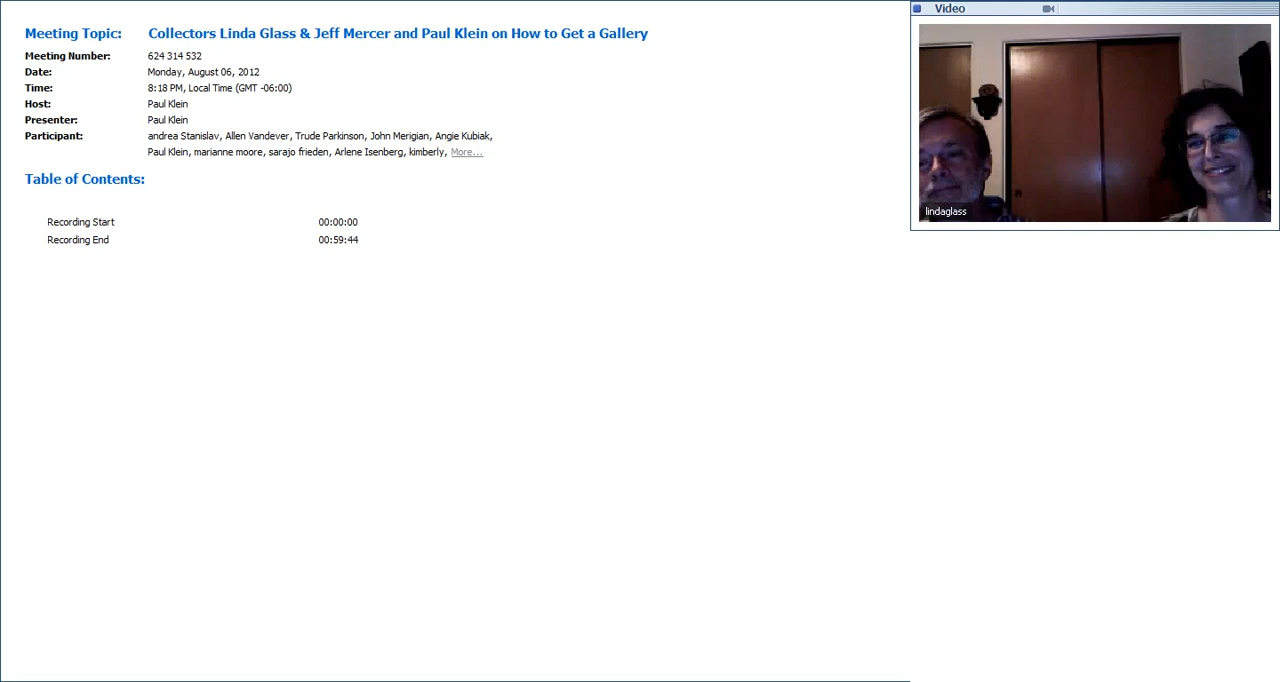 Meeting Topic: Collectors Linda Glass & Jeff Mercer and Paul Klein on How to Get a Gallery
Meeting Number: 624 314 532
Date: Monday, August 06, 2012
Time: 8:18 PM, Local Time (GMT -06:00)
Host: Paul Klein
Presenter: Paul Klein
Participant: andrea Stanislav, Allen Vandever, Trude Parkinson, John Merigian, Angie Kubiak,
Paul Klein, marianne moore, sarajo frieden, Arlene Isenberg, kimberly, More...
Table of Contents:
Recording Start 00:00:00
Recording End 00:59:44
Video
lindaglass